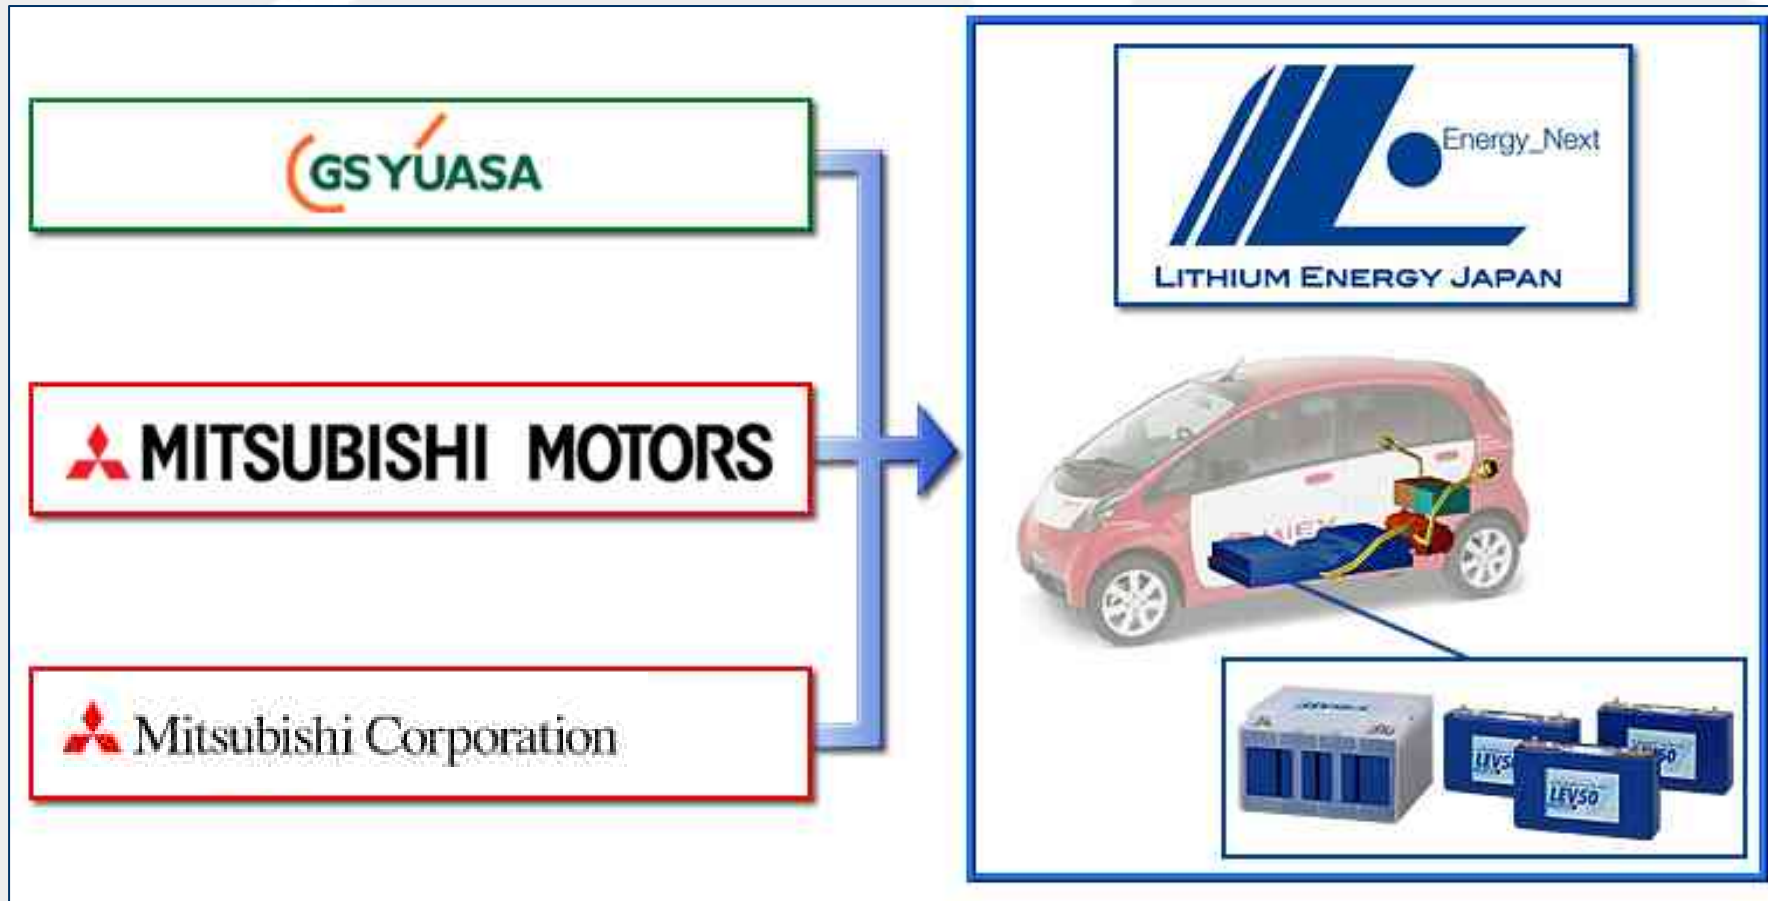 GS YUASA
MITSUBISHI MOTORS
Mitsubishi Corporation
Energy_Next
LITHIUM ENERGY JAPAN
LEV50